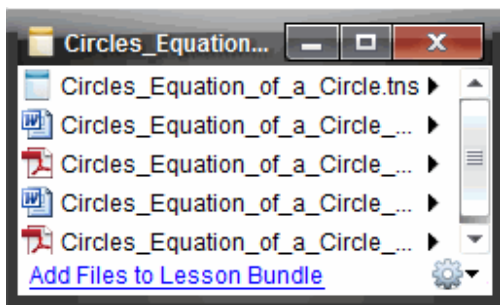 Circles_Equation...
Circles_Equation_of_a_Circle.tns
Circles_Equation_of_a_Circle_...
Circles_Equation_of_a_Circle_...
Circles_Equation_of_a_Circle_...
Circles_Equation_of_a_Circle_...
Add Files to Lesson Bundle